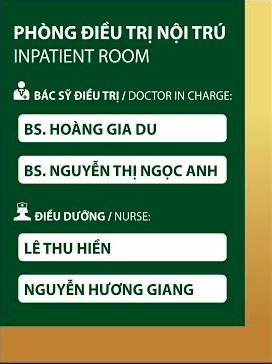 PHÒNG ĐIỀU TRỊ NỘI TRÚ
INPATIENT ROOM
BÁC SỸ ĐIỀU TRỊ / DOCTOR IN CHARGE:
BS. HOÀNG GIA DU
BS. NGUYỄN THỊ NGỌC ANH
ĐIỀU DƯỠNG / NURSE:
LÊ THU HIỀN
NGUYỄN HƯƠNG GIANG